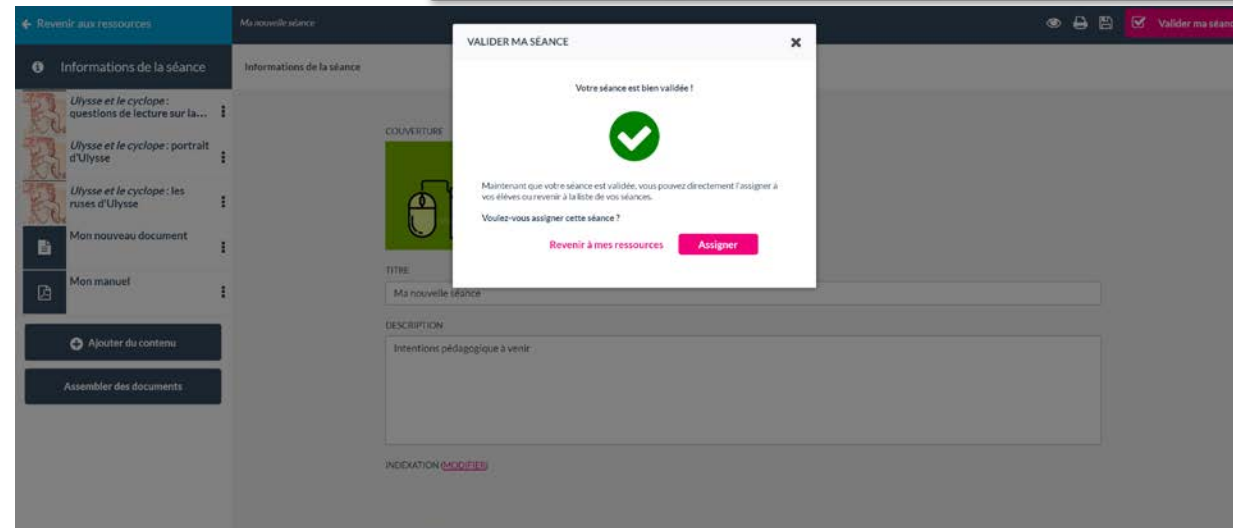 Revenir aux ressources
Ma nouvelle séance
Valider ma séanc
Informations de la séance
Informations de la séance
Ulysse et le cyclope :
questions de lecture sur la...
Ulysse et le cyclope : portrait
d'Ulysse
Ulysse et le cyclope : les
ruses d'Ulysse
Mon nouveau document
Mon manuel
Ajouter du contenu
Assembler des documents
VALIDER MA SÉANCE
Votre séance est bien validée !
Maintenant que votre séance est validée, vous pouvez directement l'assigner à
vos élèves ou revenir à la liste de vos séances.
Voulez-vous assigner cette séance ?
Revenir à mes ressources
Assigner
COUVERTURE
TITRE
Ma nouvelle séance
DESCRIPTION
Intentions pédagogique à venir
INDEXATION (MODIFIER)